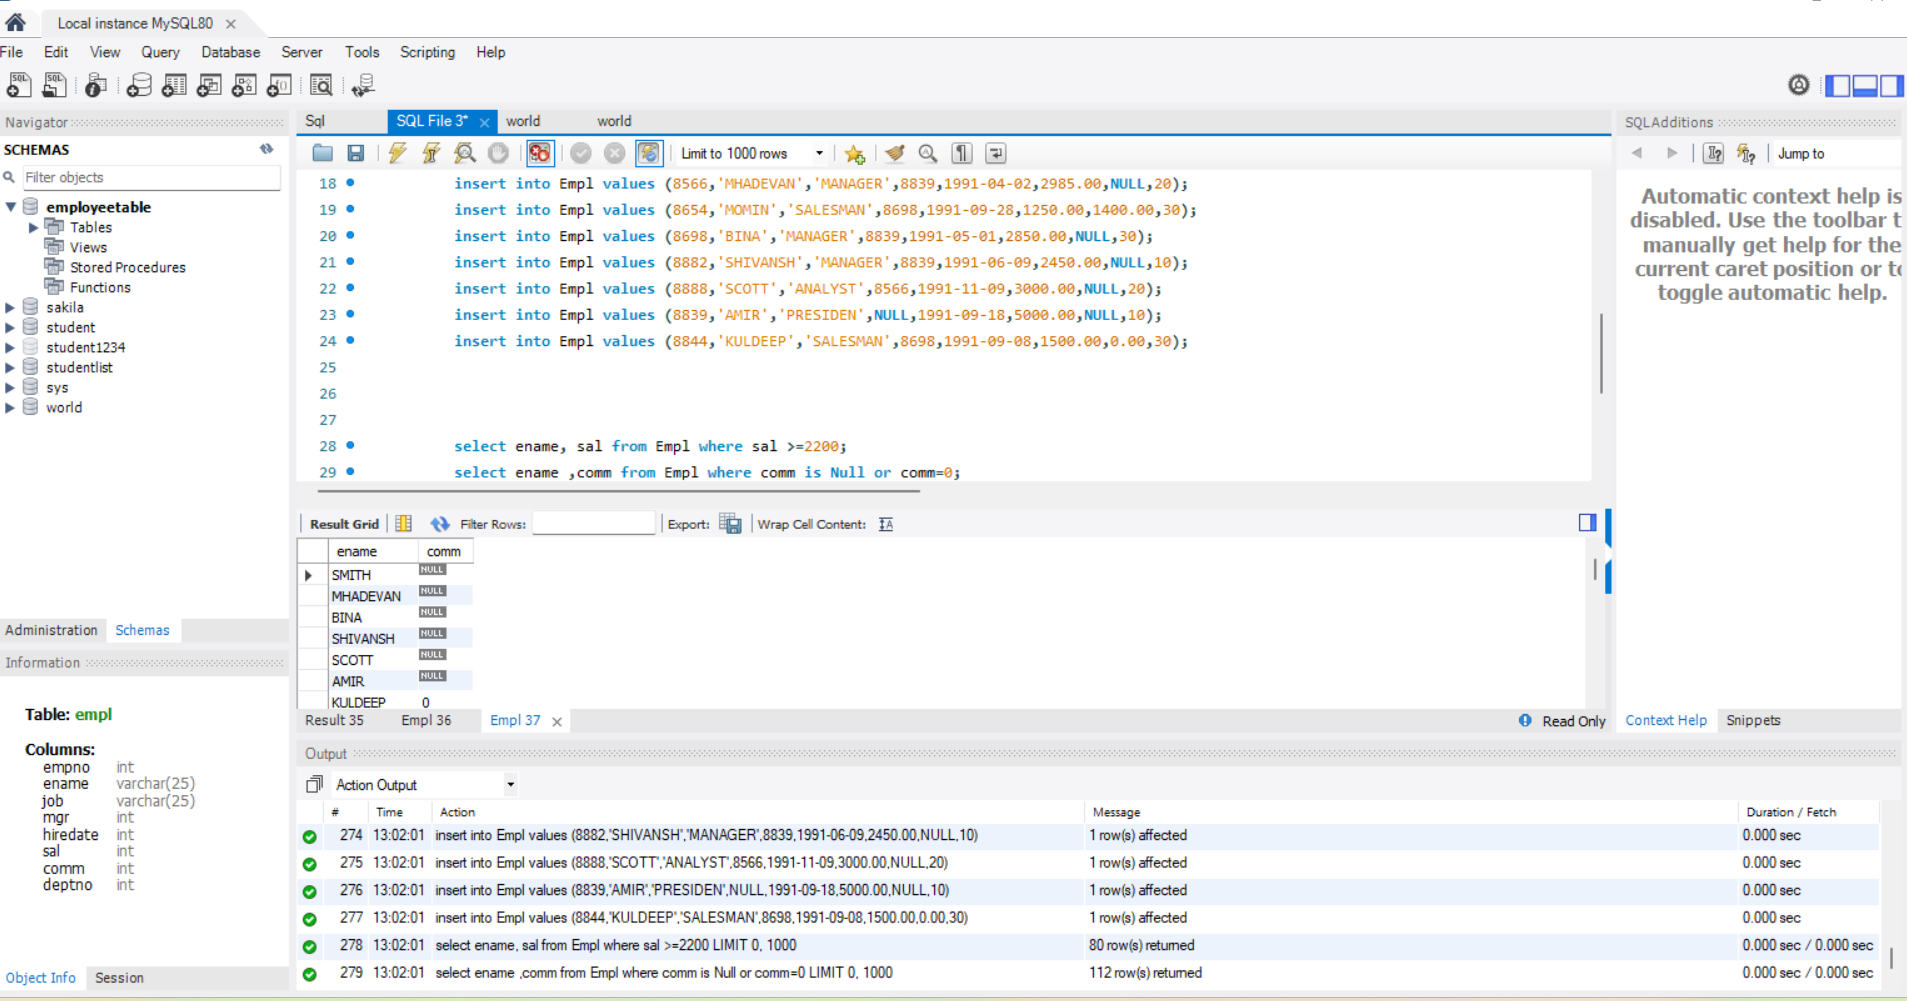 Local instance MySQL80
File Edit View Query Database Server Tools Scripting Help
Navigator
SCHEMAS
Filter objects
employeetable
Tables
Views
Stored Procedures
Functions
sakila
student
student1234
studentlist
sys
world
Administration Schemas
Information
Table: empl
Columns:
empno int
ename varchar(25)
job varchar(25)
mgr int
hiredate int
sal int
comm int
deptno int
Object Info Session
Sql SQL File 3* world world
Limit to 1000 rows
18 insert into Empl values (8566,'MHADEVAN','MANAGER',8839,1991-04-02,2985.00,NULL,20);
19 insert into Empl values (8654,'MOMIN','SALESMAN',8698,1991-09-28,1250.00,1400.00,30);
20 insert into Empl values (8698,'BINA','MANAGER',8839,1991-05-01,2850.00,NULL,30);
21 insert into Empl values (8882,'SHIVANSH','MANAGER',8839,1991-06-09,2450.00,NULL,10);
22 insert into Empl values (8888,'SCOTT','ANALYST',8566,1991-11-09,3000.00,NULL,20);
23 insert into Empl values (8839,'AMIR','PRESIDEN',NULL,1991-09-18,5000.00,NULL,10);
24 insert into Empl values (8844,'KULDEEP','SALESMAN',8698,1991-09-08,1500.00,0.00,30);
25
26
27
28 select ename, sal from Empl where sal >=2200;
29 select ename ,comm from Empl where comm is Null or comm=0;
Result Grid Filter Rows: Export: Wrap Cell Content:
ename comm
SMITH NULL
MHADEVAN NULL
BINA NULL
SHIVANSH NULL
SCOTT NULL
AMIR NULL
KULDEEP 0
Result 35 Empl 36 Empl 37 Read Only
Output
Action Output
# Time Action Message Duration / Fetch
274 13:02:01 insert into Empl values (8882,'SHIVANSH','MANAGER',8839,1991-06-09,2450.00,NULL,10) 1 row(s) affected 0.000 sec
275 13:02:01 insert into Empl values (8888,'SCOTT','ANALYST',8566,1991-11-09,3000.00,NULL,20) 1 row(s) affected 0.000 sec
276 13:02:01 insert into Empl values (8839,'AMIR','PRESIDEN',NULL,1991-09-18,5000.00,NULL,10) 1 row(s) affected 0.000 sec
277 13:02:01 insert into Empl values (8844,'KULDEEP','SALESMAN',8698,1991-09-08,1500.00,0.00,30) 1 row(s) affected 0.000 sec
278 13:02:01 select ename, sal from Empl where sal >=2200 LIMIT 0, 1000 80 row(s) returned 0.000 sec / 0.000 sec
279 13:02:01 select ename ,comm from Empl where comm is Null or comm=0 LIMIT 0, 1000 112 row(s) returned 0.000 sec / 0.000 sec
SQLAdditions
Jump to
Automatic context help is
disabled. Use the toolbar t
manually get help for the
current caret position or to
toggle automatic help.
Context Help Snippets